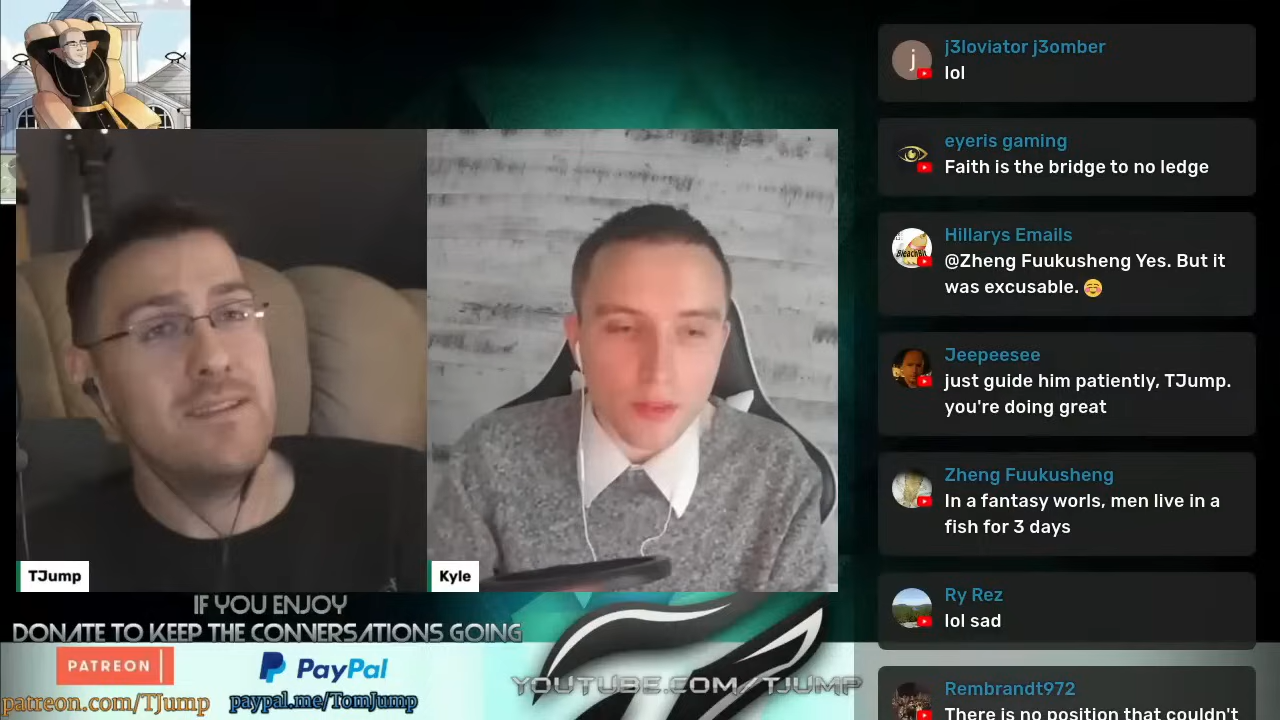 j3loviator j3omber
lol
eyeris gaming
Faith is the bridge to no ledge
Hillarys Emails
@Zheng Fuukusheng Yes. But it
was excusable. ☺️
Jeepeesee
just guide him patiently, TJump.
you're doing great
Zheng Fuukusheng
In a fantasy worls, men live in a
fish for 3 days
Ry Rez
lol sad
Rembrandt972
There is no position that couldn't
TJump
Kyle
IF YOU ENJOY
DONATE TO KEEP THE CONVERSATIONS GOING
PATREON
PayPal
patreon.com/TJump
paypal.me/TomJump
YOUTUBE.COM/TJUMP